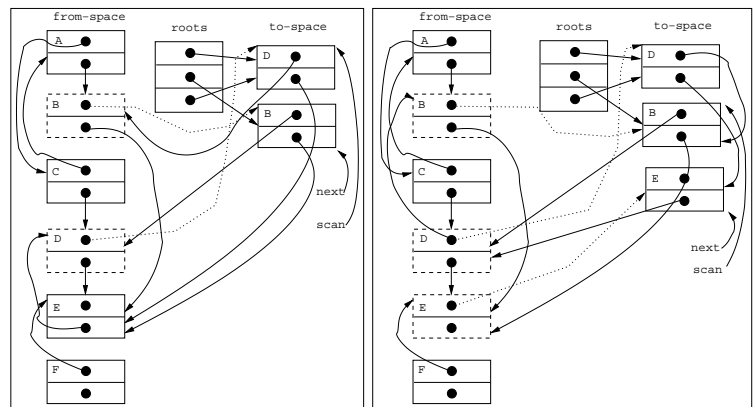 from-space
roots
to-space
A
B
C
D
E
F
D
B
next
scan
from-space
roots
to-space
A
B
C
D
E
F
D
B
E
next
scan